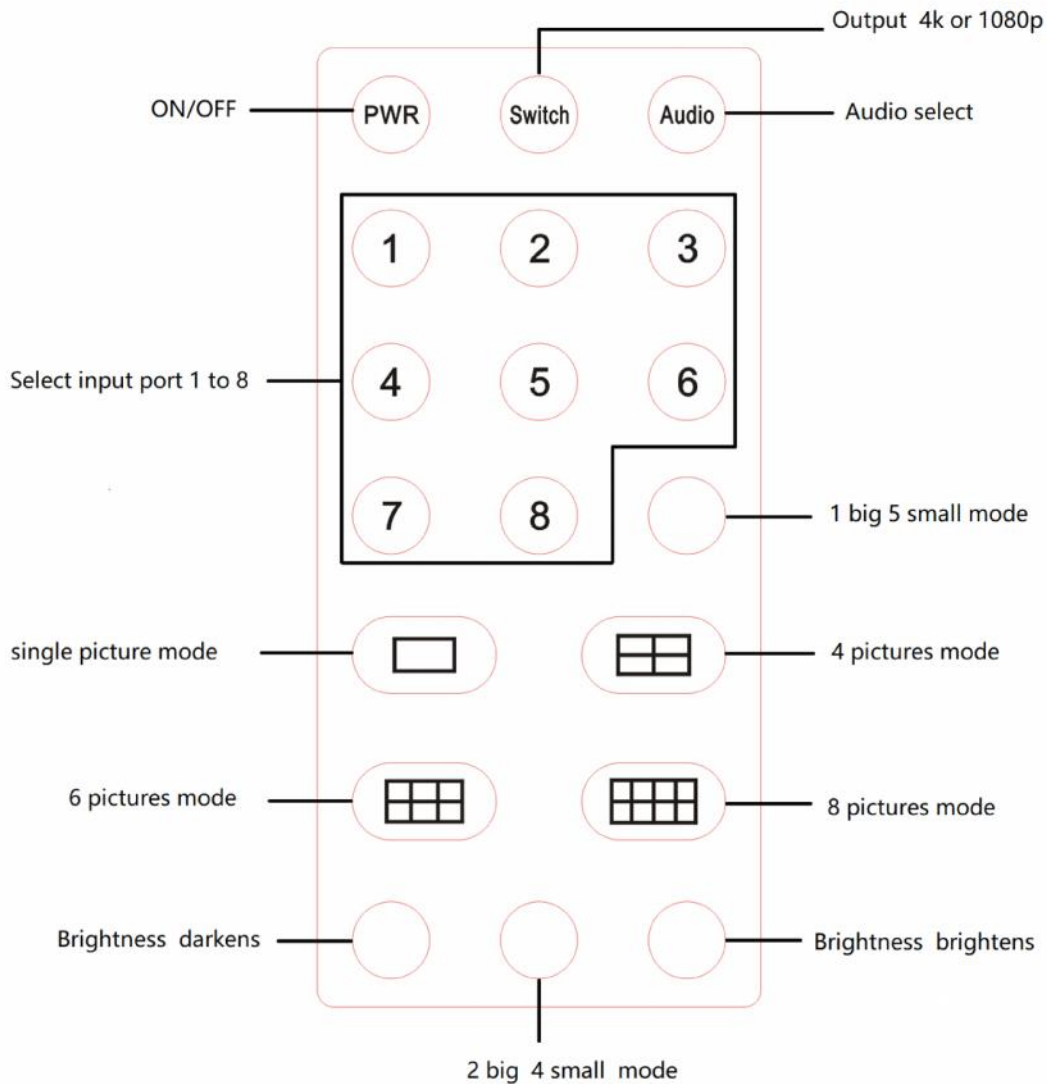 Output 4k or 1080p
ON/OFF
PWR
Switch
Audio
Audio select
1
2
3
Select input port 1 to 8
4
5
6
7
8
1 big 5 small mode
single picture mode
4 pictures mode
6 pictures mode
8 pictures mode
Brightness darkens
Brightness brightens
2 big 4 small mode